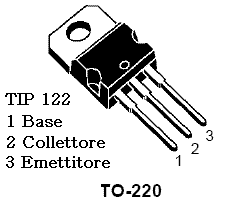 TIP 122
1 Base
2 Collettore
3 Emettitore
1
2
3
TO-220